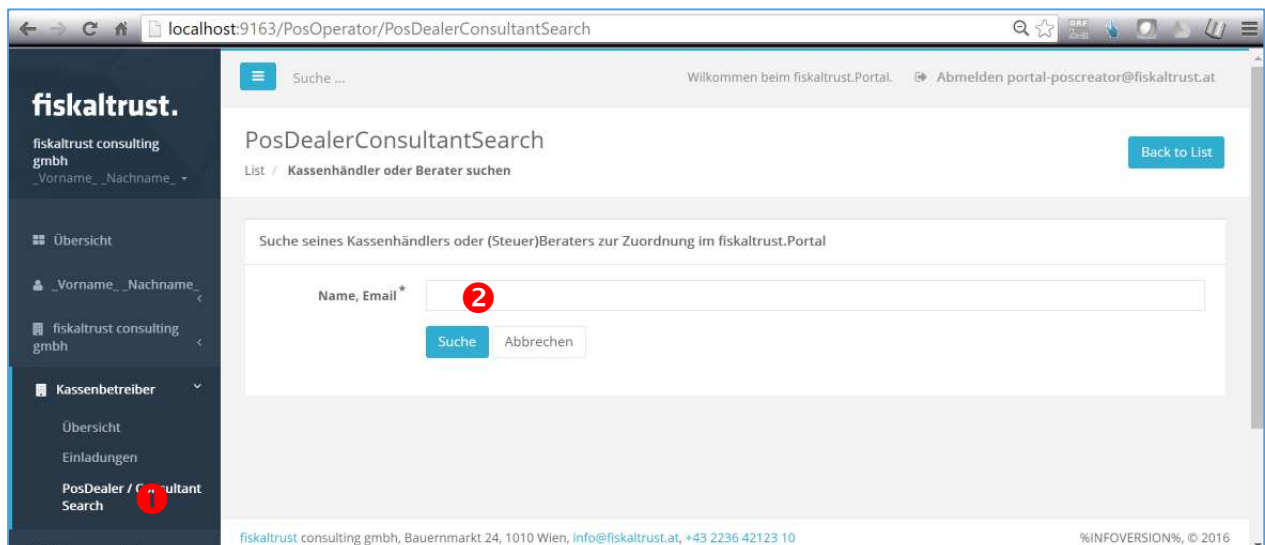 localhost:9163/PosOperator/PosDealerConsultantSearch
fiskaltrust.
fiskaltrust consulting
gmbh
_Vorname_ _Nachname_
Übersicht
_Vorname_ _Nachname_
fiskaltrust consulting
gmbh
Kassenbetreiber
Übersicht
Einladungen
PosDealer / Consultant
Search
1
Suche ...
Wilkommen beim fiskaltrust.Portal.
Abmelden portal-poscreator@fiskaltrust.at
PosDealerConsultantSearch
Back to List
List / Kassenhändler oder Berater suchen
Suche seines Kassenhändlers oder (Steuer)Beraters zur Zuordnung im fiskaltrust.Portal
Name, Email*
2
Suche
Abbrechen
fiskaltrust consulting gmbh, Bauernmarkt 24, 1010 Wien, info@fiskaltrust.at, +43 2236 42123 10
%INFOVERSION%, © 2016